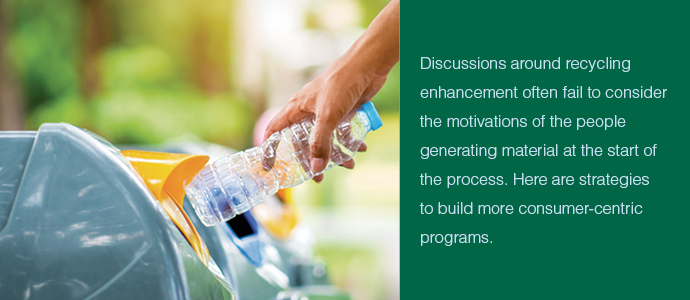 Discussions around recycling
enhancement often fail to consider
the motivations of the people
generating material at the start of
the process. Here are strategies
to build more consumer-centric
programs.